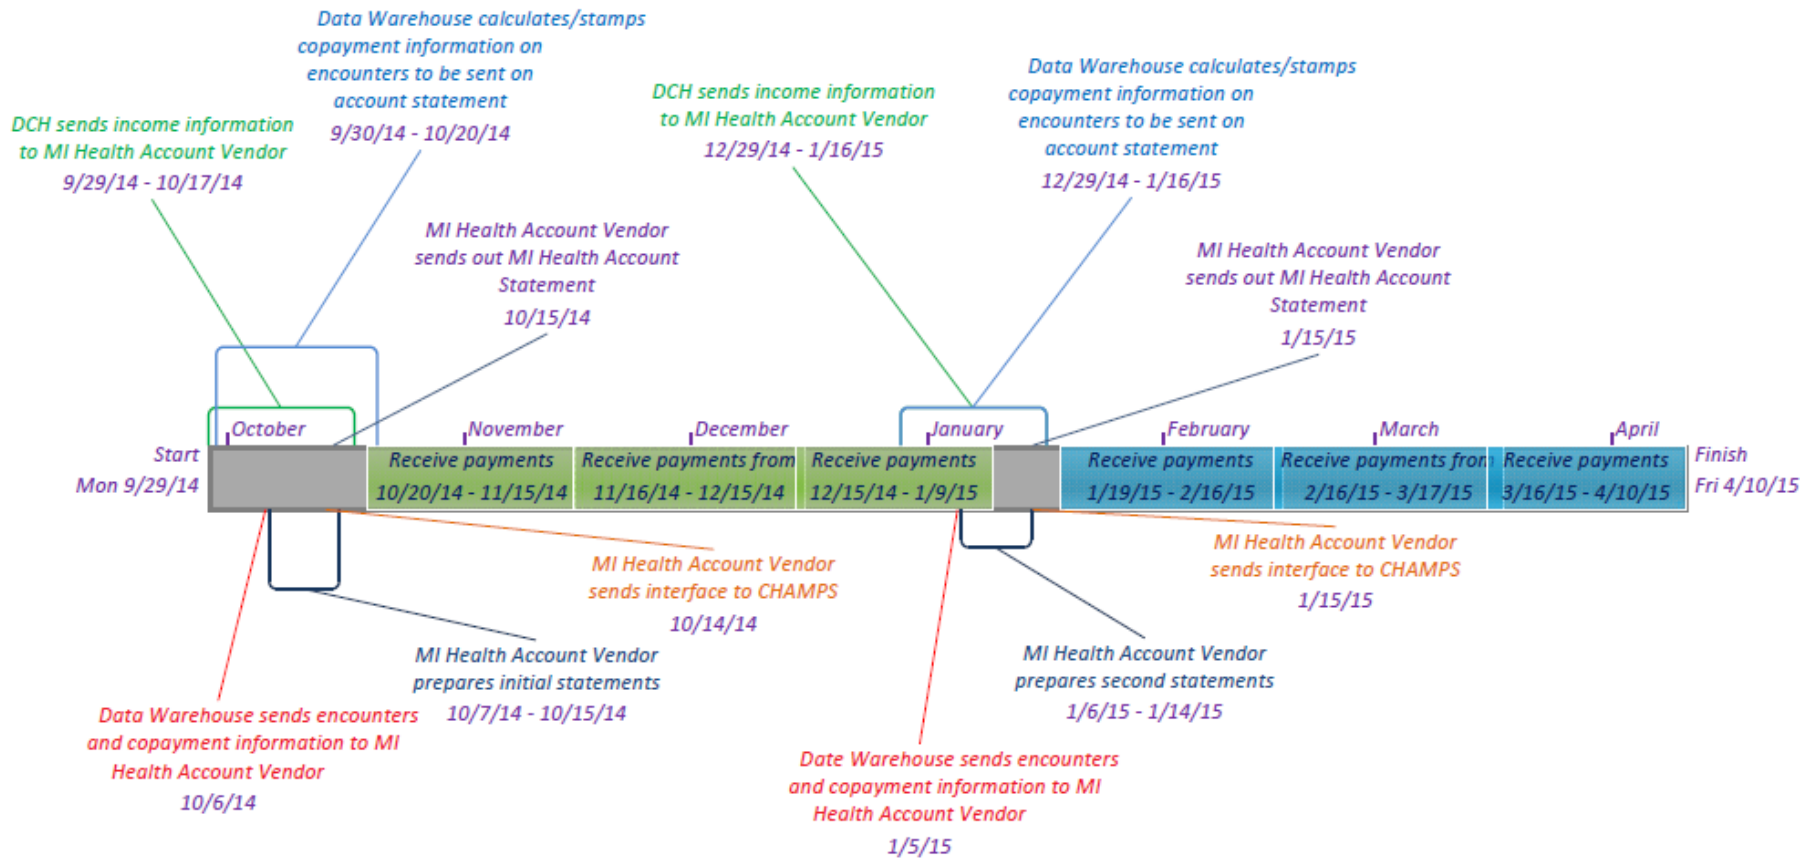 Data Warehouse calculates/stamps
copayment information on
encounters to be sent on
account statement
9/30/14 - 10/20/14
DCH sends income information
to MI Health Account Vendor
9/29/14 - 10/17/14
MI Health Account Vendor
sends out MI Health Account
Statement
10/15/14
DCH sends income information
to MI Health Account Vendor
12/29/14 - 1/16/15
Data Warehouse calculates/stamps
copayment information on
encounters to be sent on
account statement
12/29/14 - 1/16/15
MI Health Account Vendor
sends out MI Health Account
Statement
1/15/15
October
November
December
January
February
March
April
Start
Mon 9/29/14
Receive payments
10/20/14 - 11/15/14
Receive payments from
11/16/14 - 12/15/14
Receive payments
12/15/14 - 1/9/15
Receive payments
1/19/15 - 2/16/15
Receive payments from
2/16/15 - 3/17/15
Receive payments
3/16/15 - 4/10/15
Finish
Fri 4/10/15
MI Health Account Vendor
sends interface to CHAMPS
10/14/14
MI Health Account Vendor
prepares initial statements
10/7/14 - 10/15/14
Data Warehouse sends encounters
and copayment information to MI
Health Account Vendor
10/6/14
MI Health Account Vendor
sends interface to CHAMPS
1/15/15
MI Health Account Vendor
prepares second statements
1/6/15 - 1/14/15
Date Warehouse sends encounters
and copayment information to MI
Health Account Vendor
1/5/15